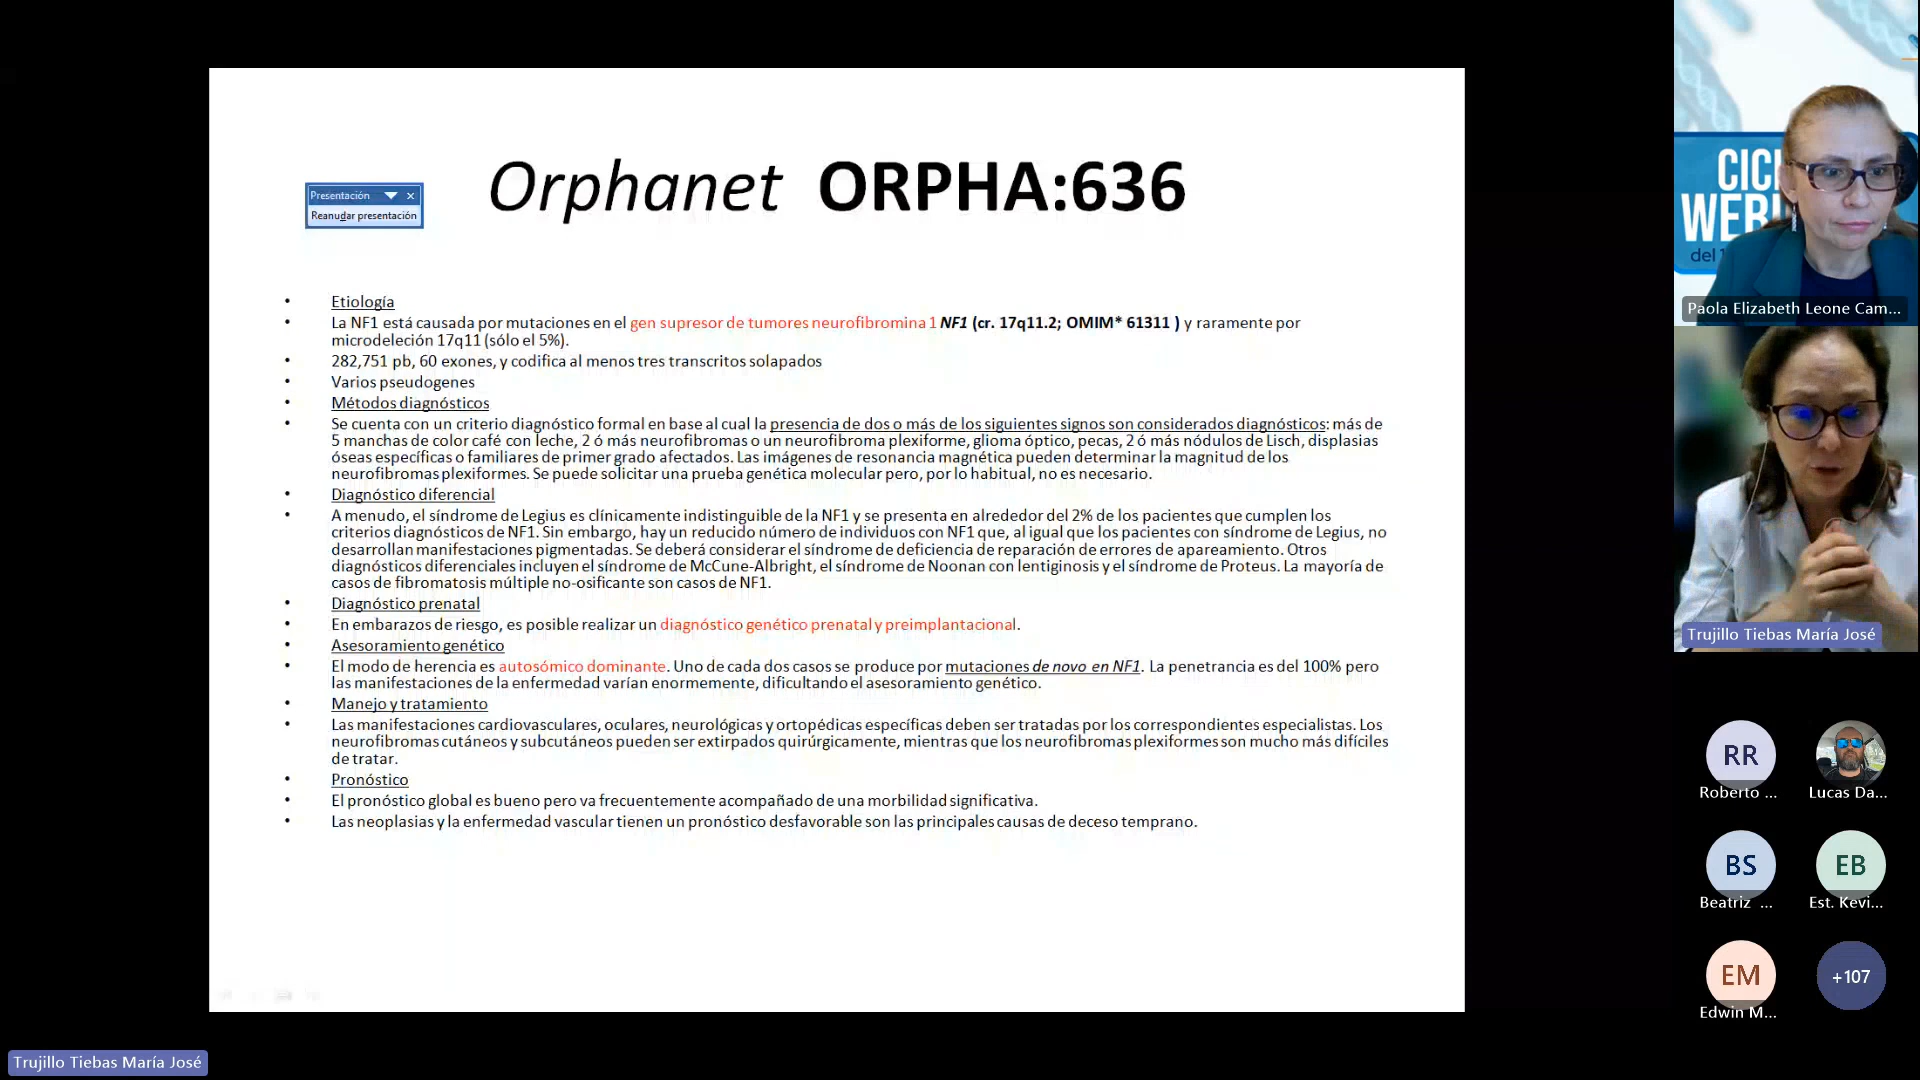 Orphanet ORPHA:636
Presentación
Reanudar presentación
• Etiología
• La NF1 está causada por mutaciones en el gen supresor de tumores neurofibromina 1 NF1 (cr. 17q11.2; OMIM* 61311 ) y raramente por
microdeleción 17q11 (sólo el 5%).
• 282,751 pb, 60 exones, y codifica al menos tres transcritos solapados
• Varios pseudogenes
• Métodos diagnósticos
• Se cuenta con un criterio diagnóstico formal en base al cual la presencia de dos o más de los siguientes signos son considerados diagnósticos: más de
5 manchas de color café con leche, 2 ó más neurofibromas o un neurofibroma plexiforme, glioma óptico, pecas, 2 ó más nódulos de Lisch, displasias
óseas específicas o familiares de primer grado afectados. Las imágenes de resonancia magnética pueden determinar la magnitud de los
neurofibromas plexiformes. Se puede solicitar una prueba genética molecular pero, por lo habitual, no es necesario.
• Diagnóstico diferencial
• A menudo, el síndrome de Legius es clínicamente indistinguible de la NF1 y se presenta en alrededor del 2% de los pacientes que cumplen los
criterios diagnósticos de NF1. Sin embargo, hay un reducido número de individuos con NF1 que, al igual que los pacientes con síndrome de Legius, no
desarrollan manifestaciones pigmentadas. Se deberá considerar el síndrome de deficiencia de reparación de errores de apareamiento. Otros
diagnósticos diferenciales incluyen el síndrome de McCune-Albright, el síndrome de Noonan con lentiginosis y el síndrome de Proteus. La mayoría de
casos de fibromatosis múltiple no-osificante son casos de NF1.
• Diagnóstico prenatal
• En embarazos de riesgo, es posible realizar un diagnóstico genético prenatal y preimplantacional.
• Asesoramiento genético
• El modo de herencia es autosómico dominante. Uno de cada dos casos se produce por mutaciones de novo en NF1. La penetrancia es del 100% pero
las manifestaciones de la enfermedad varían enormemente, dificultando el asesoramiento genético.
• Manejo y tratamiento
• Las manifestaciones cardiovasculares, oculares, neurológicas y ortopédicas específicas deben ser tratadas por los correspondientes especialistas. Los
neurofibromas cutáneos y subcutáneos pueden ser extirpados quirúrgicamente, mientras que los neurofibromas plexiformes son mucho más difíciles
de tratar.
• Pronóstico
• El pronóstico global es bueno pero va frecuentemente acompañado de una morbilidad significativa.
• Las neoplasias y la enfermedad vascular tienen un pronóstico desfavorable son las principales causas de deceso temprano.
Trujillo Tiebas María José
CICL
WEBI
del 1
Paola Elizabeth Leone Cam...
Trujillo Tiebas María José
RR
Roberto ...
Lucas Da...
BS
Beatriz ...
EB
Est. Kevi...
EM
Edwin M...
+107